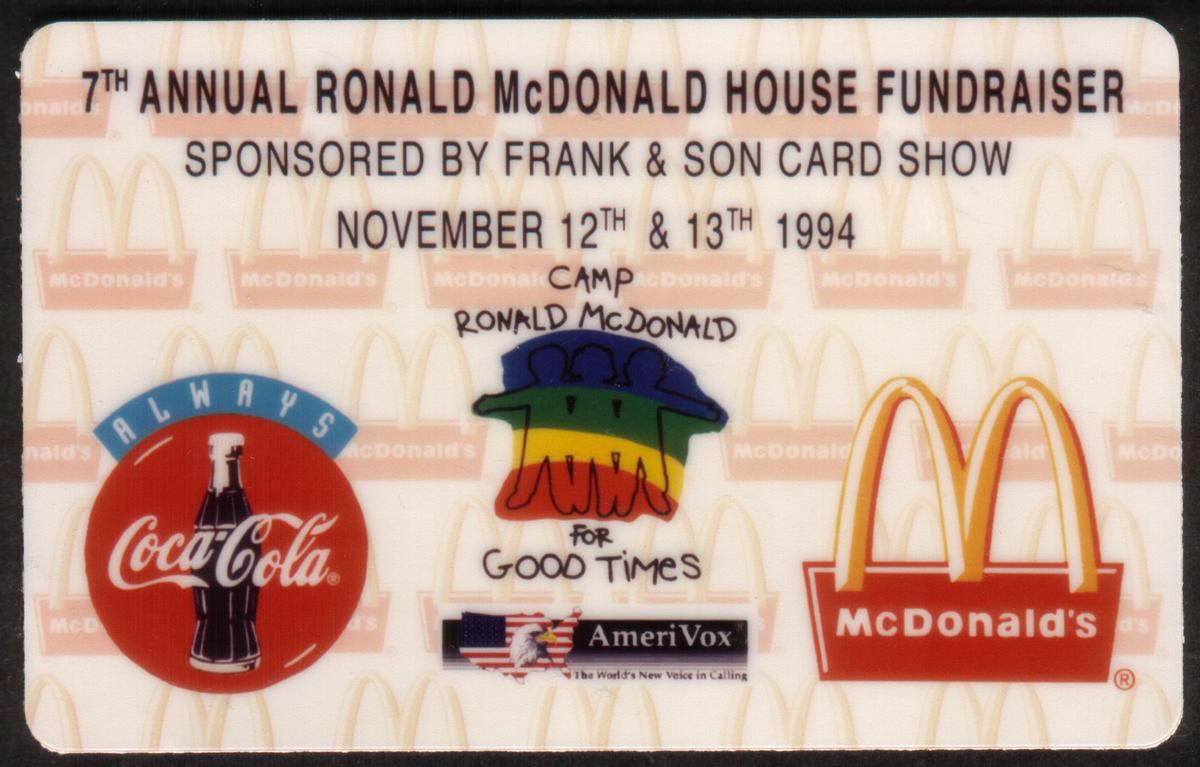 7TH ANNUAL RONALD McDONALD HOUSE FUNDRAISER
SPONSORED BY FRANK & SON CARD SHOW
NOVEMBER 12TH & 13TH 1994
CAMP
RONALD McDONALD
FOR
GOOD TiMeS
ALWAYS
Coca-Cola®
AmeriVox
The World's New Voice in Calling
McDonald's
®